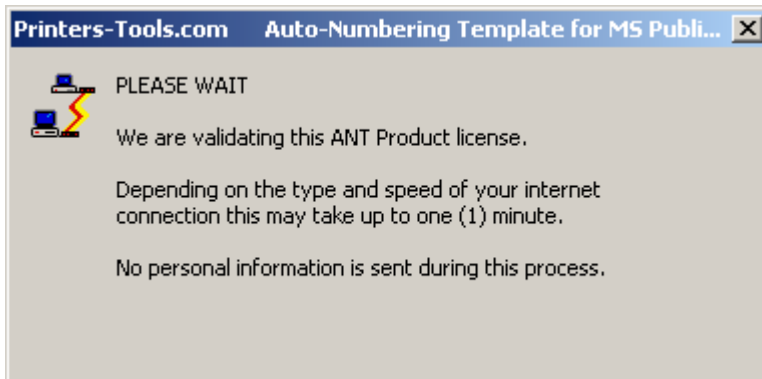 Printers-Tools.com Auto-Numbering Template for MS Publi...
PLEASE WAIT
We are validating this ANT Product license.
Depending on the type and speed of your internet
connection this may take up to one (1) minute.
No personal information is sent during this process.